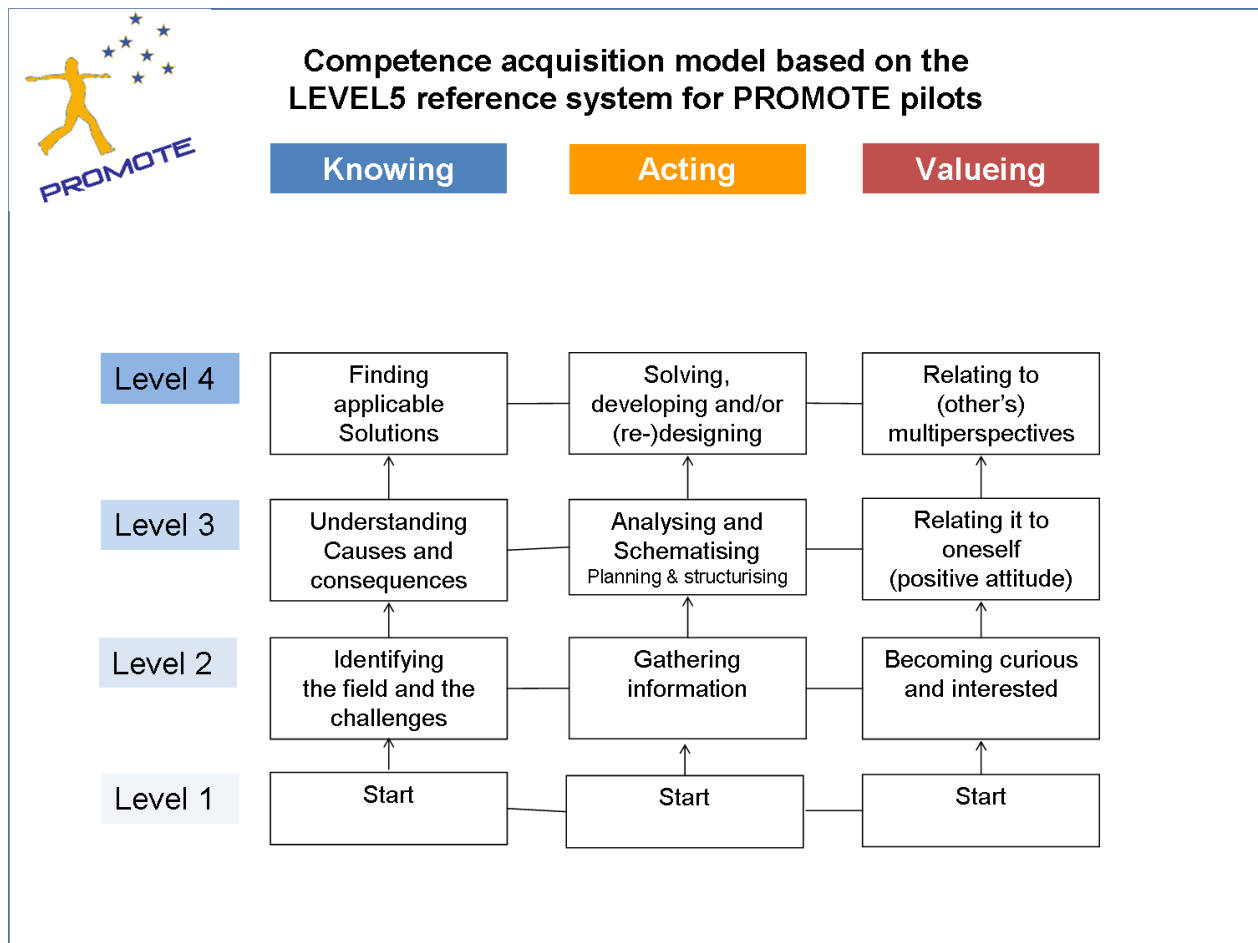 Competence acquisition model based on the
LEVEL5 reference system for PROMOTE pilots
PROMOTE
Knowing
Acting
Valueing
Level 4
Finding
applicable
Solutions
Solving,
developing and/or
(re-)designing
Relating to
(other's)
multiperspectives
Level 3
Understanding
Causes and
consequences
Analysing and
Schematising
Planning & structurising
Relating it to
oneself
(positive attitude)
Level 2
Identifying
the field and the
challenges
Gathering
information
Becoming curious
and interested
Level 1
Start
Start
Start